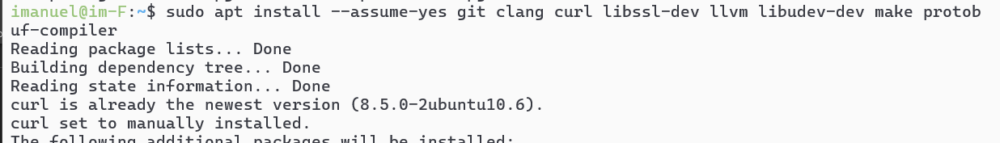 imanuel@im-F:~$ sudo apt install --assume-yes git clang curl libssl-dev llvm libudev-dev make protob
uf-compiler
Reading package lists... Done
Building dependency tree... Done
Reading state information... Done
curl is already the newest version (8.5.0-2ubuntu10.6).
curl set to manually installed.
The following additional packages will be installed: